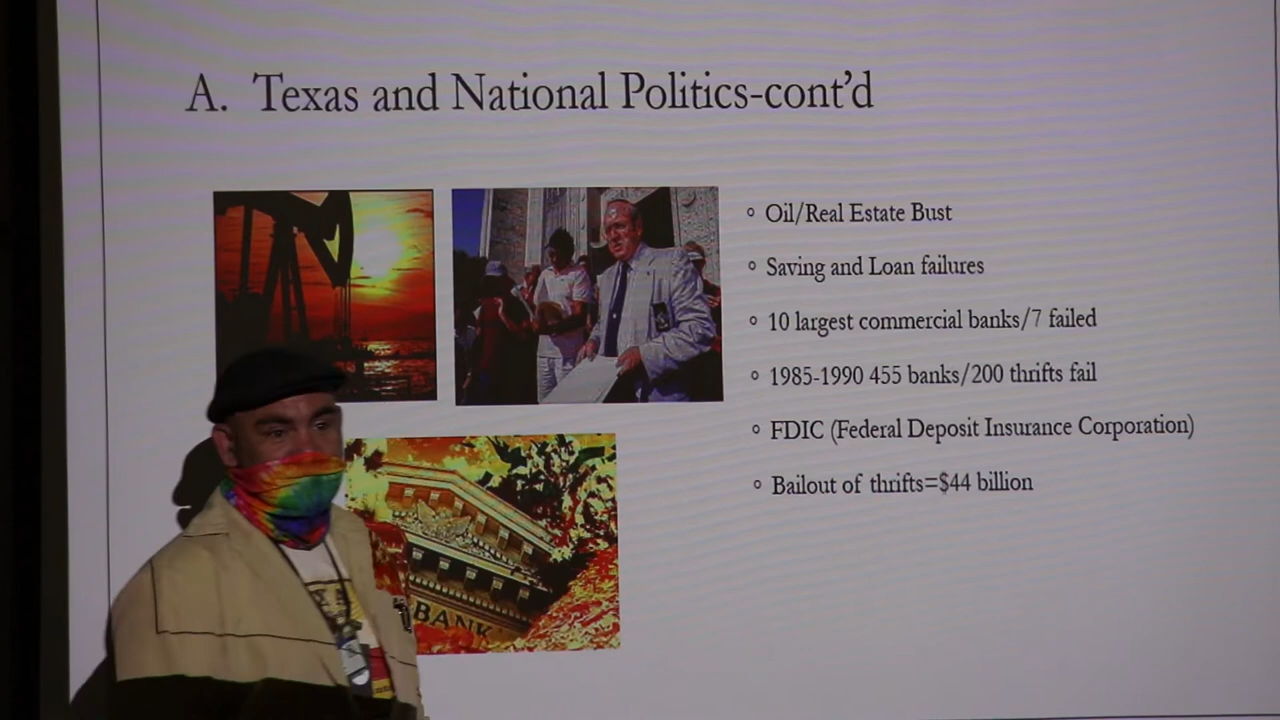 A. Texas and National Politics-cont'd
Oil/Real Estate Bust
Saving and Loan failures
10 largest commercial banks/7 failed
1985-1990 455 banks/200 thrifts fail
FDIC (Federal Deposit Insurance Corporation)
Bailout of thrifts=$44 billion
BANK